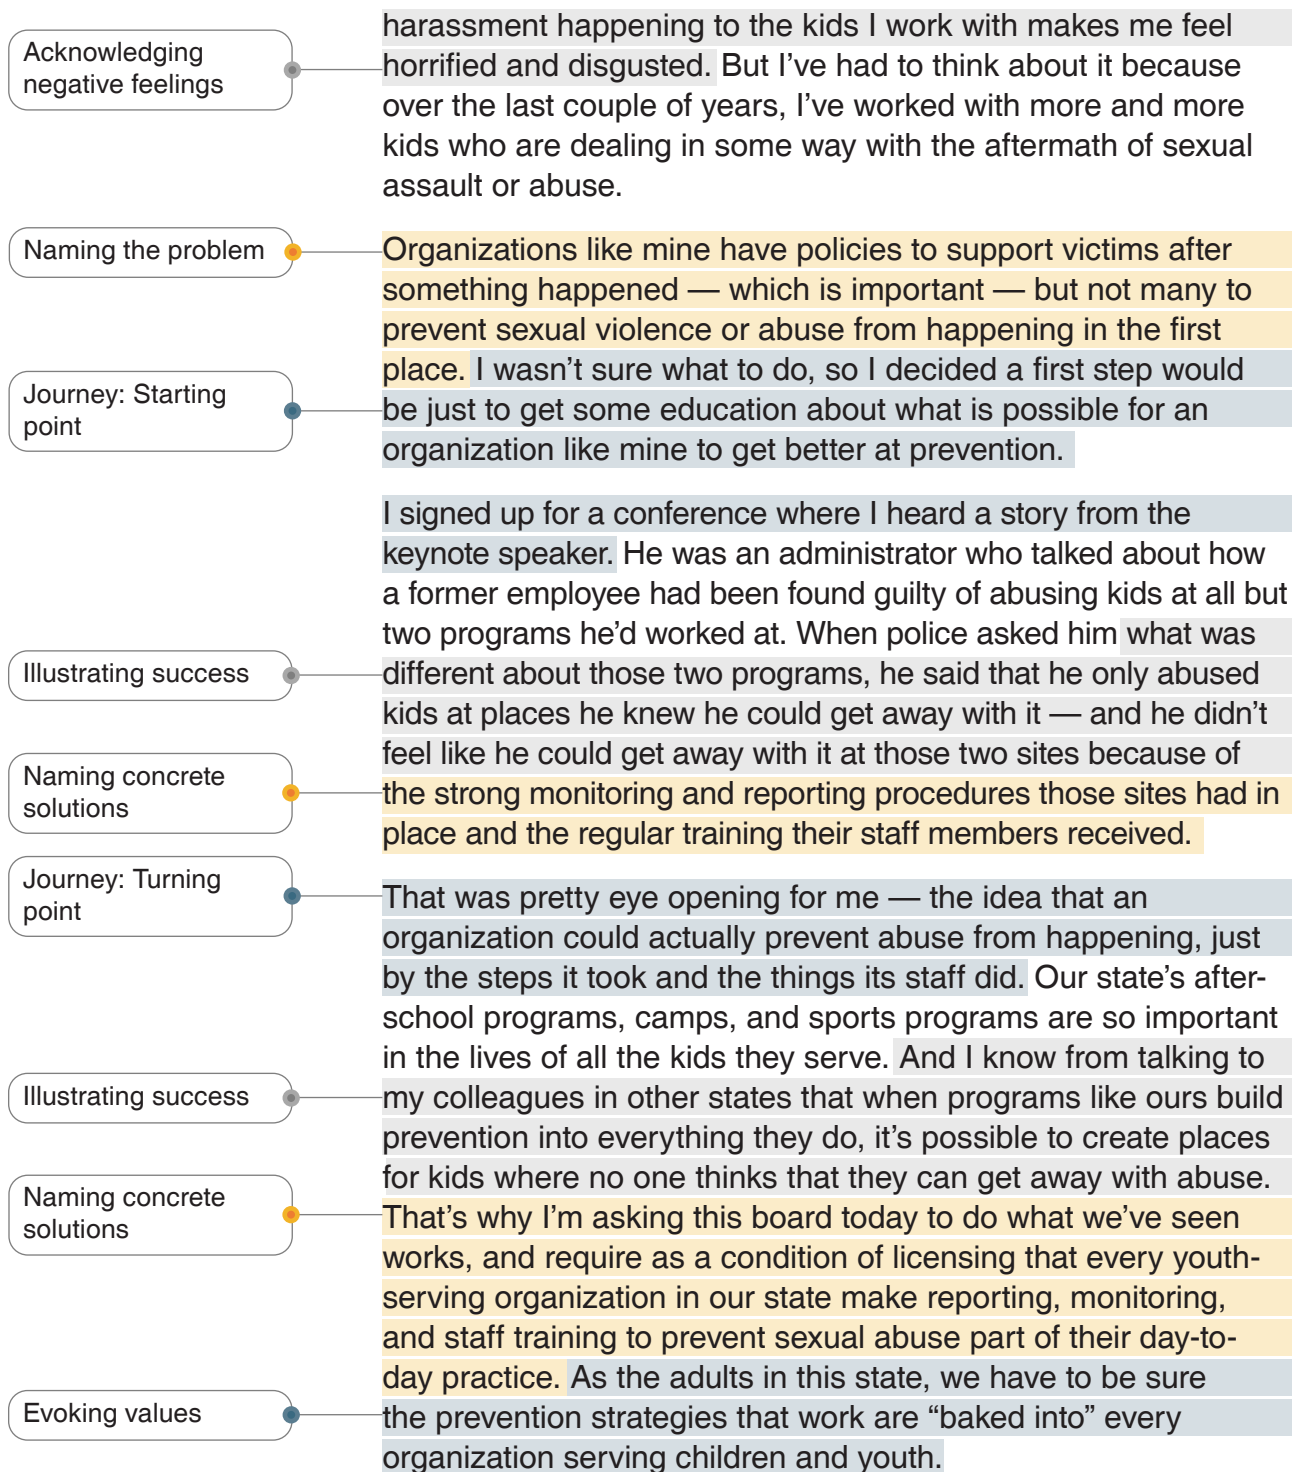 harassment happening to the kids I work with makes me feel
Acknowledging
negative feelings
horrified and disgusted. But I’ve had to think about it because
over the last couple of years, I’ve worked with more and more
kids who are dealing in some way with the aftermath of sexual
assault or abuse.
Naming the problem
Organizations like mine have policies to support victims after
something happened — which is important — but not many to
prevent sexual violence or abuse from happening in the first
place. I wasn’t sure what to do, so I decided a first step would
Journey: Starting
point
be just to get some education about what is possible for an
organization like mine to get better at prevention.
I signed up for a conference where I heard a story from the
keynote speaker. He was an administrator who talked about how
a former employee had been found guilty of abusing kids at all but
two programs he’d worked at. When police asked him what was
Illustrating success
different about those two programs, he said that he only abused
kids at places he knew he could get away with it — and he didn’t
feel like he could get away with it at those two sites because of
Naming concrete
solutions
the strong monitoring and reporting procedures those sites had in
place and the regular training their staff members received.
Journey: Turning
point
That was pretty eye opening for me — the idea that an
organization could actually prevent abuse from happening, just
by the steps it took and the things its staff did. Our state’s after-
school programs, camps, and sports programs are so important
in the lives of all the kids they serve. And I know from talking to
Illustrating success
my colleagues in other states that when programs like ours build
prevention into everything they do, it’s possible to create places
for kids where no one thinks that they can get away with abuse.
Naming concrete
solutions
That’s why I’m asking this board today to do what we’ve seen
works, and require as a condition of licensing that every youth-
serving organization in our state make reporting, monitoring,
and staff training to prevent sexual abuse part of their day-to-
day practice. As the adults in this state, we have to be sure
Evoking values
the prevention strategies that work are “baked into” every
organization serving children and youth.